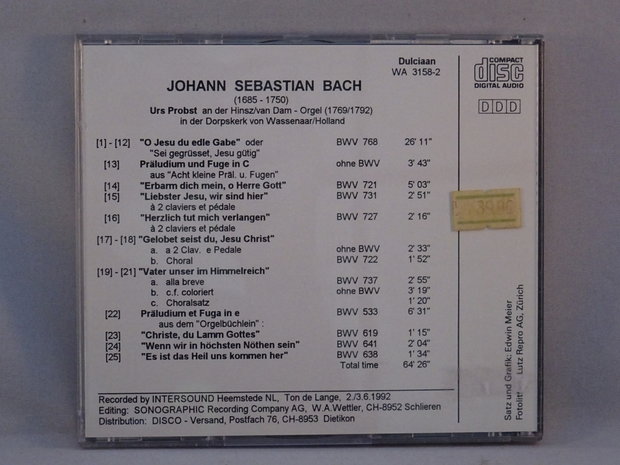 Dulciaan
WA 3158-2
COMPACT
disc
DIGITAL AUDIO
DDD
JOHANN SEBASTIAN BACH
(1685 - 1750)
Urs Probst an der Hinsz/van Dam - Orgel (1769/1792)
in der Dorpskerk von Wassenaar/Holland
[1] - [12] "O Jesu du edle Gabe" oder BWV 768 26' 11"
"Sei gegrüsset, Jesu gütig"
[13] Präludium und Fuge in C ohne BWV 3' 43"
aus "Acht kleine Präl. u. Fugen"
[14] "Erbarm dich mein, o Herre Gott" BWV 721 5' 03"
[15] "Liebster Jesu, wir sind hier" BWV 731 2' 51"
à 2 claviers et pédale
[16] "Herzlich tut mich verlangen" BWV 727 2' 16"
à 2 claviers et pédale
[17] - [18] "Gelobet seist du, Jesu Christ"
a. a 2 Clav. e Pedale ohne BWV 2' 33"
b. Choral BWV 722 1' 52"
[19] - [21] "Vater unser im Himmelreich"
a. alla breve BWV 737 2' 55"
b. c.f. coloriert ohne BWV 3' 19"
c. Choralsatz 1' 20"
[22] Präludium et Fuga in e BWV 533 6' 31"
aus dem "Orgelbüchlein" :
[23] "Christe, du Lamm Gottes" BWV 619 1' 15"
[24] "Wenn wir in höchsten Nöthen sein" BWV 641 2' 04"
[25] "Es ist das Heil uns kommen her" BWV 638 1' 34"
Total time 64' 26"
Recorded by INTERSOUND Heemstede NL, Ton de Lange, 2./3.6.1992
Editing: SONOGRAPHIC Recording Company AG, W.A.Wettler, CH-8952 Schlieren
Distribution: DISCO - Versand, Postfach 76, CH-8953 Dietikon
Satz und Grafik: Edwin Meier
Fotolith: Lutz Repro AG, Zürich